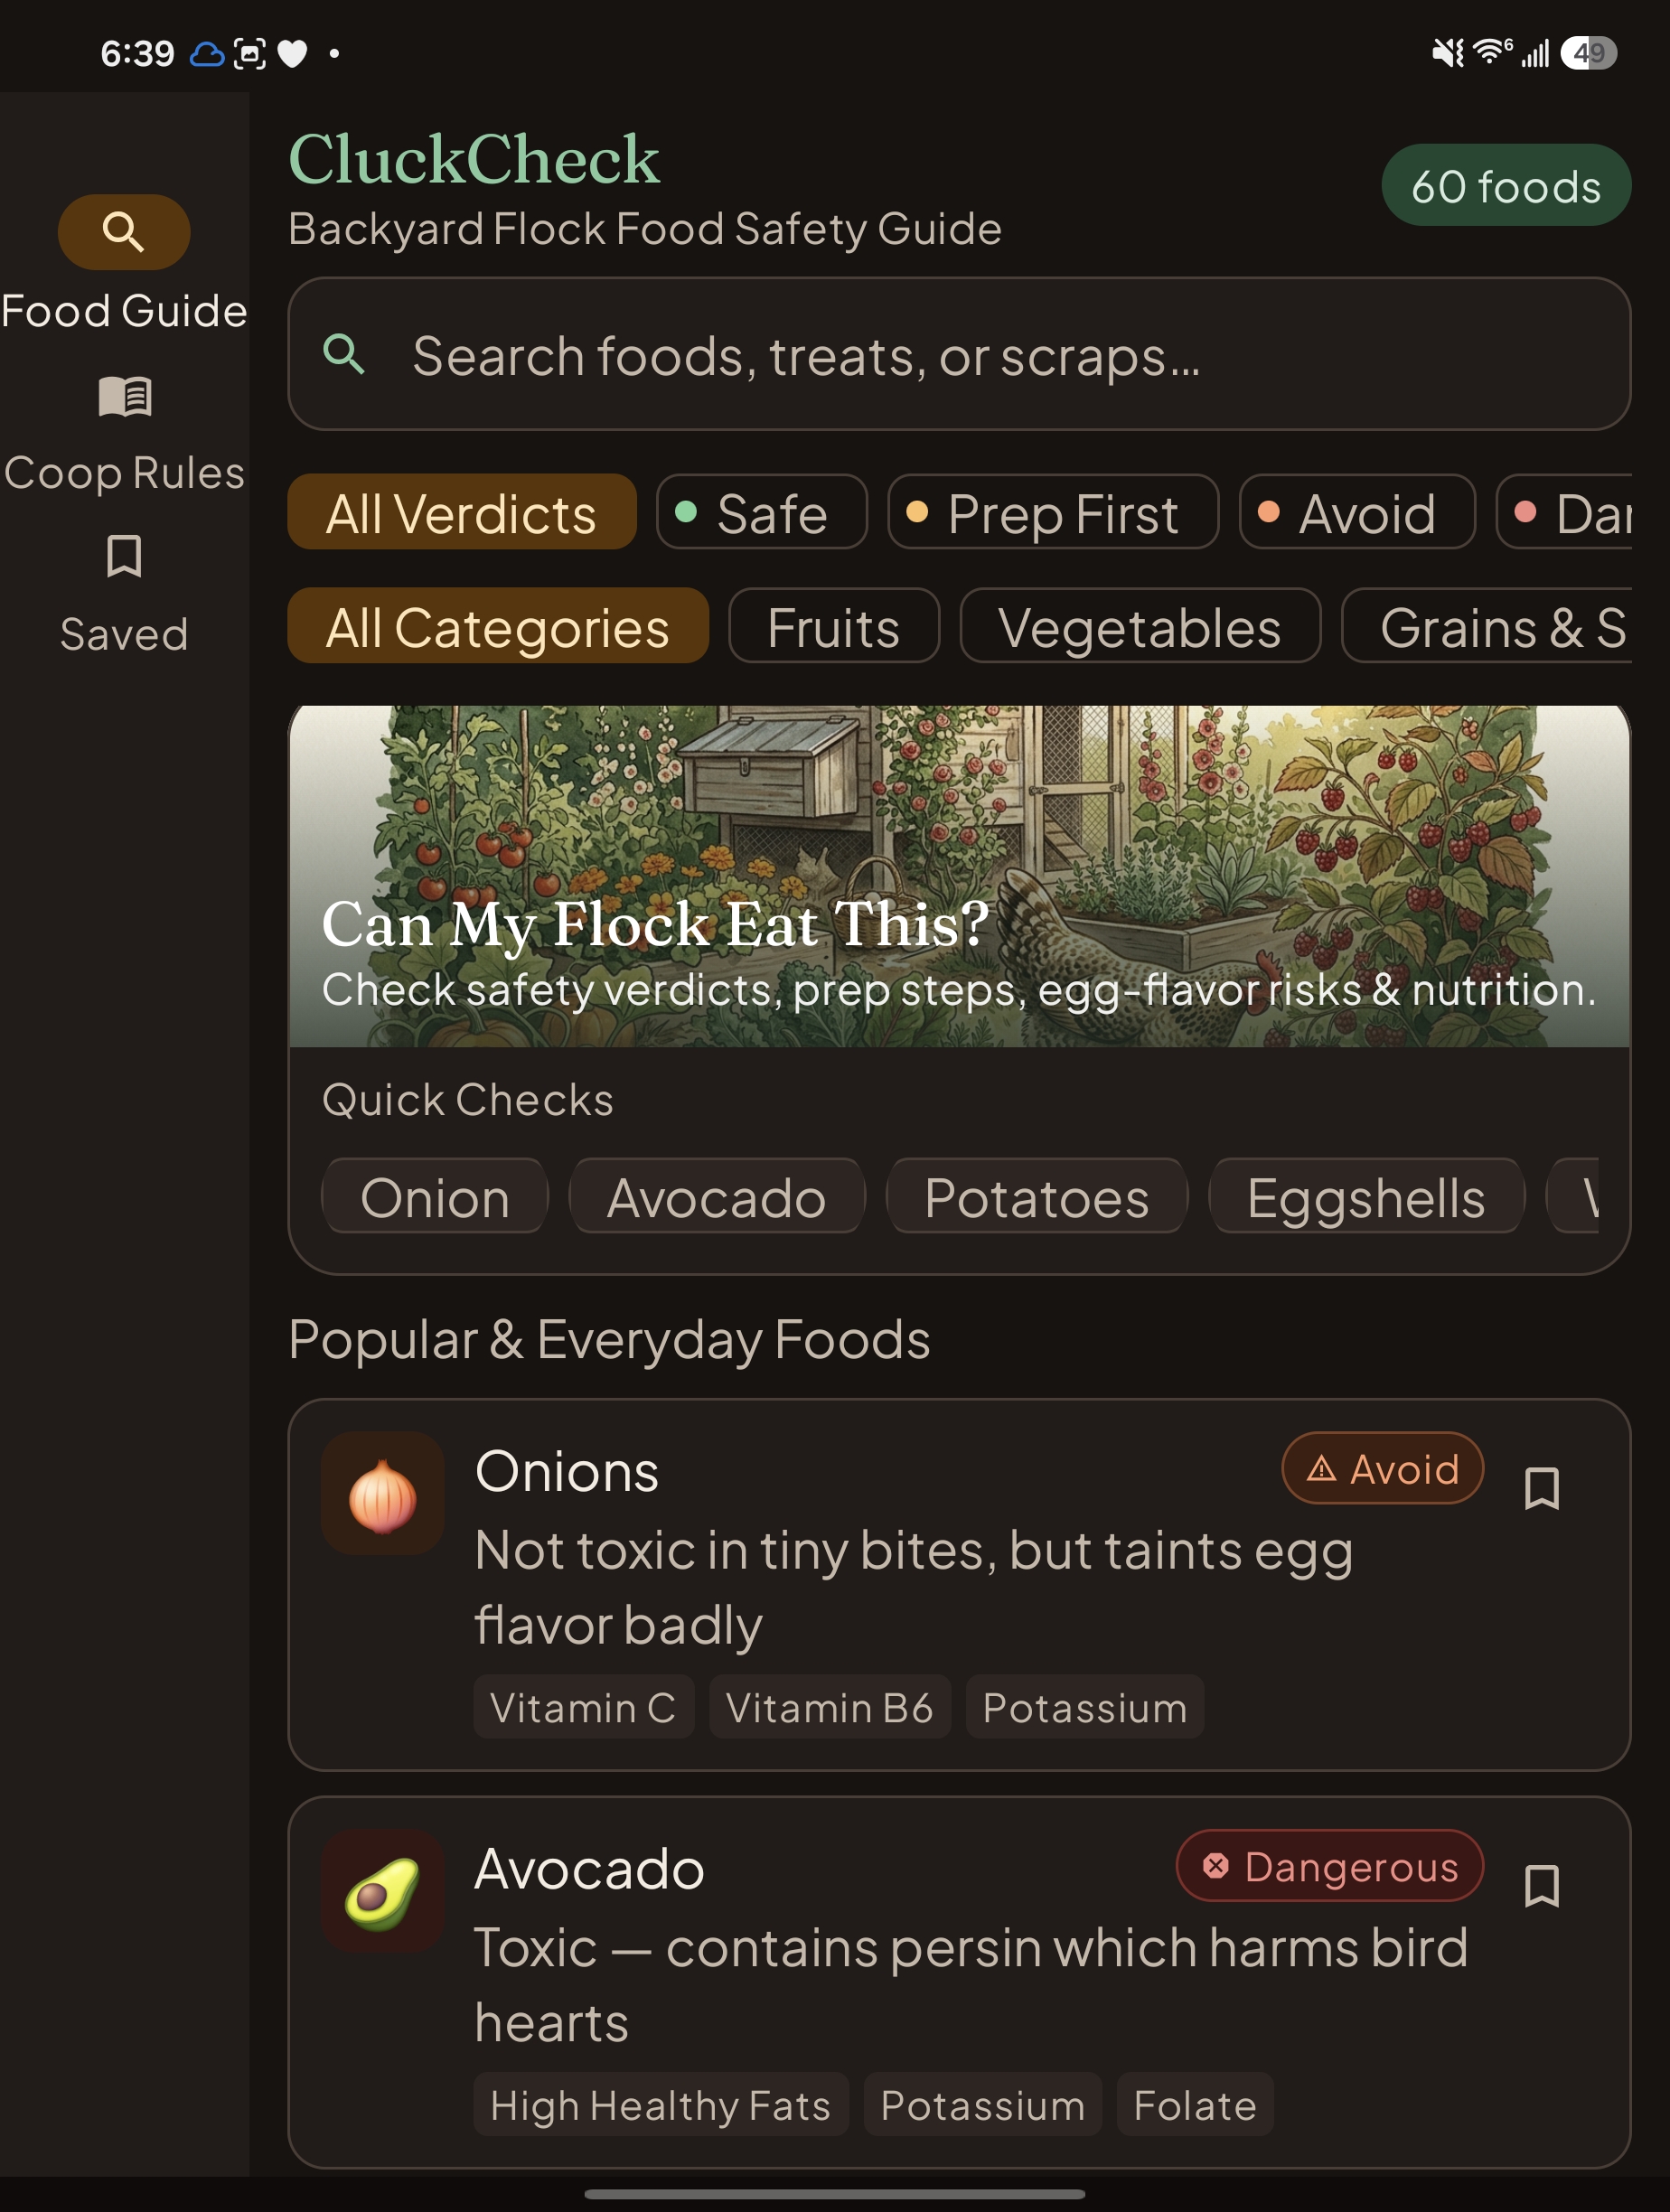 6:39
6
49
CluckCheck
Backyard Flock Food Safety Guide
60 foods
Food Guide
Coop Rules
Saved
Search foods, treats, or scraps...
All Verdicts
Safe
Prep First
Avoid
All Categories
Fruits
Vegetables
Grains & S
Can My Flock Eat This?
Check safety verdicts, prep steps, egg-flavor risks & nutrition.
Quick Checks
Onion
Avocado
Potatoes
Eggshells
Popular & Everyday Foods
Onions
Avoid
Not toxic in tiny bites, but taints egg
flavor badly
Vitamin C
Vitamin B6
Potassium
Avocado
Dangerous
Toxic — contains persin which harms bird
hearts
High Healthy Fats
Potassium
Folate